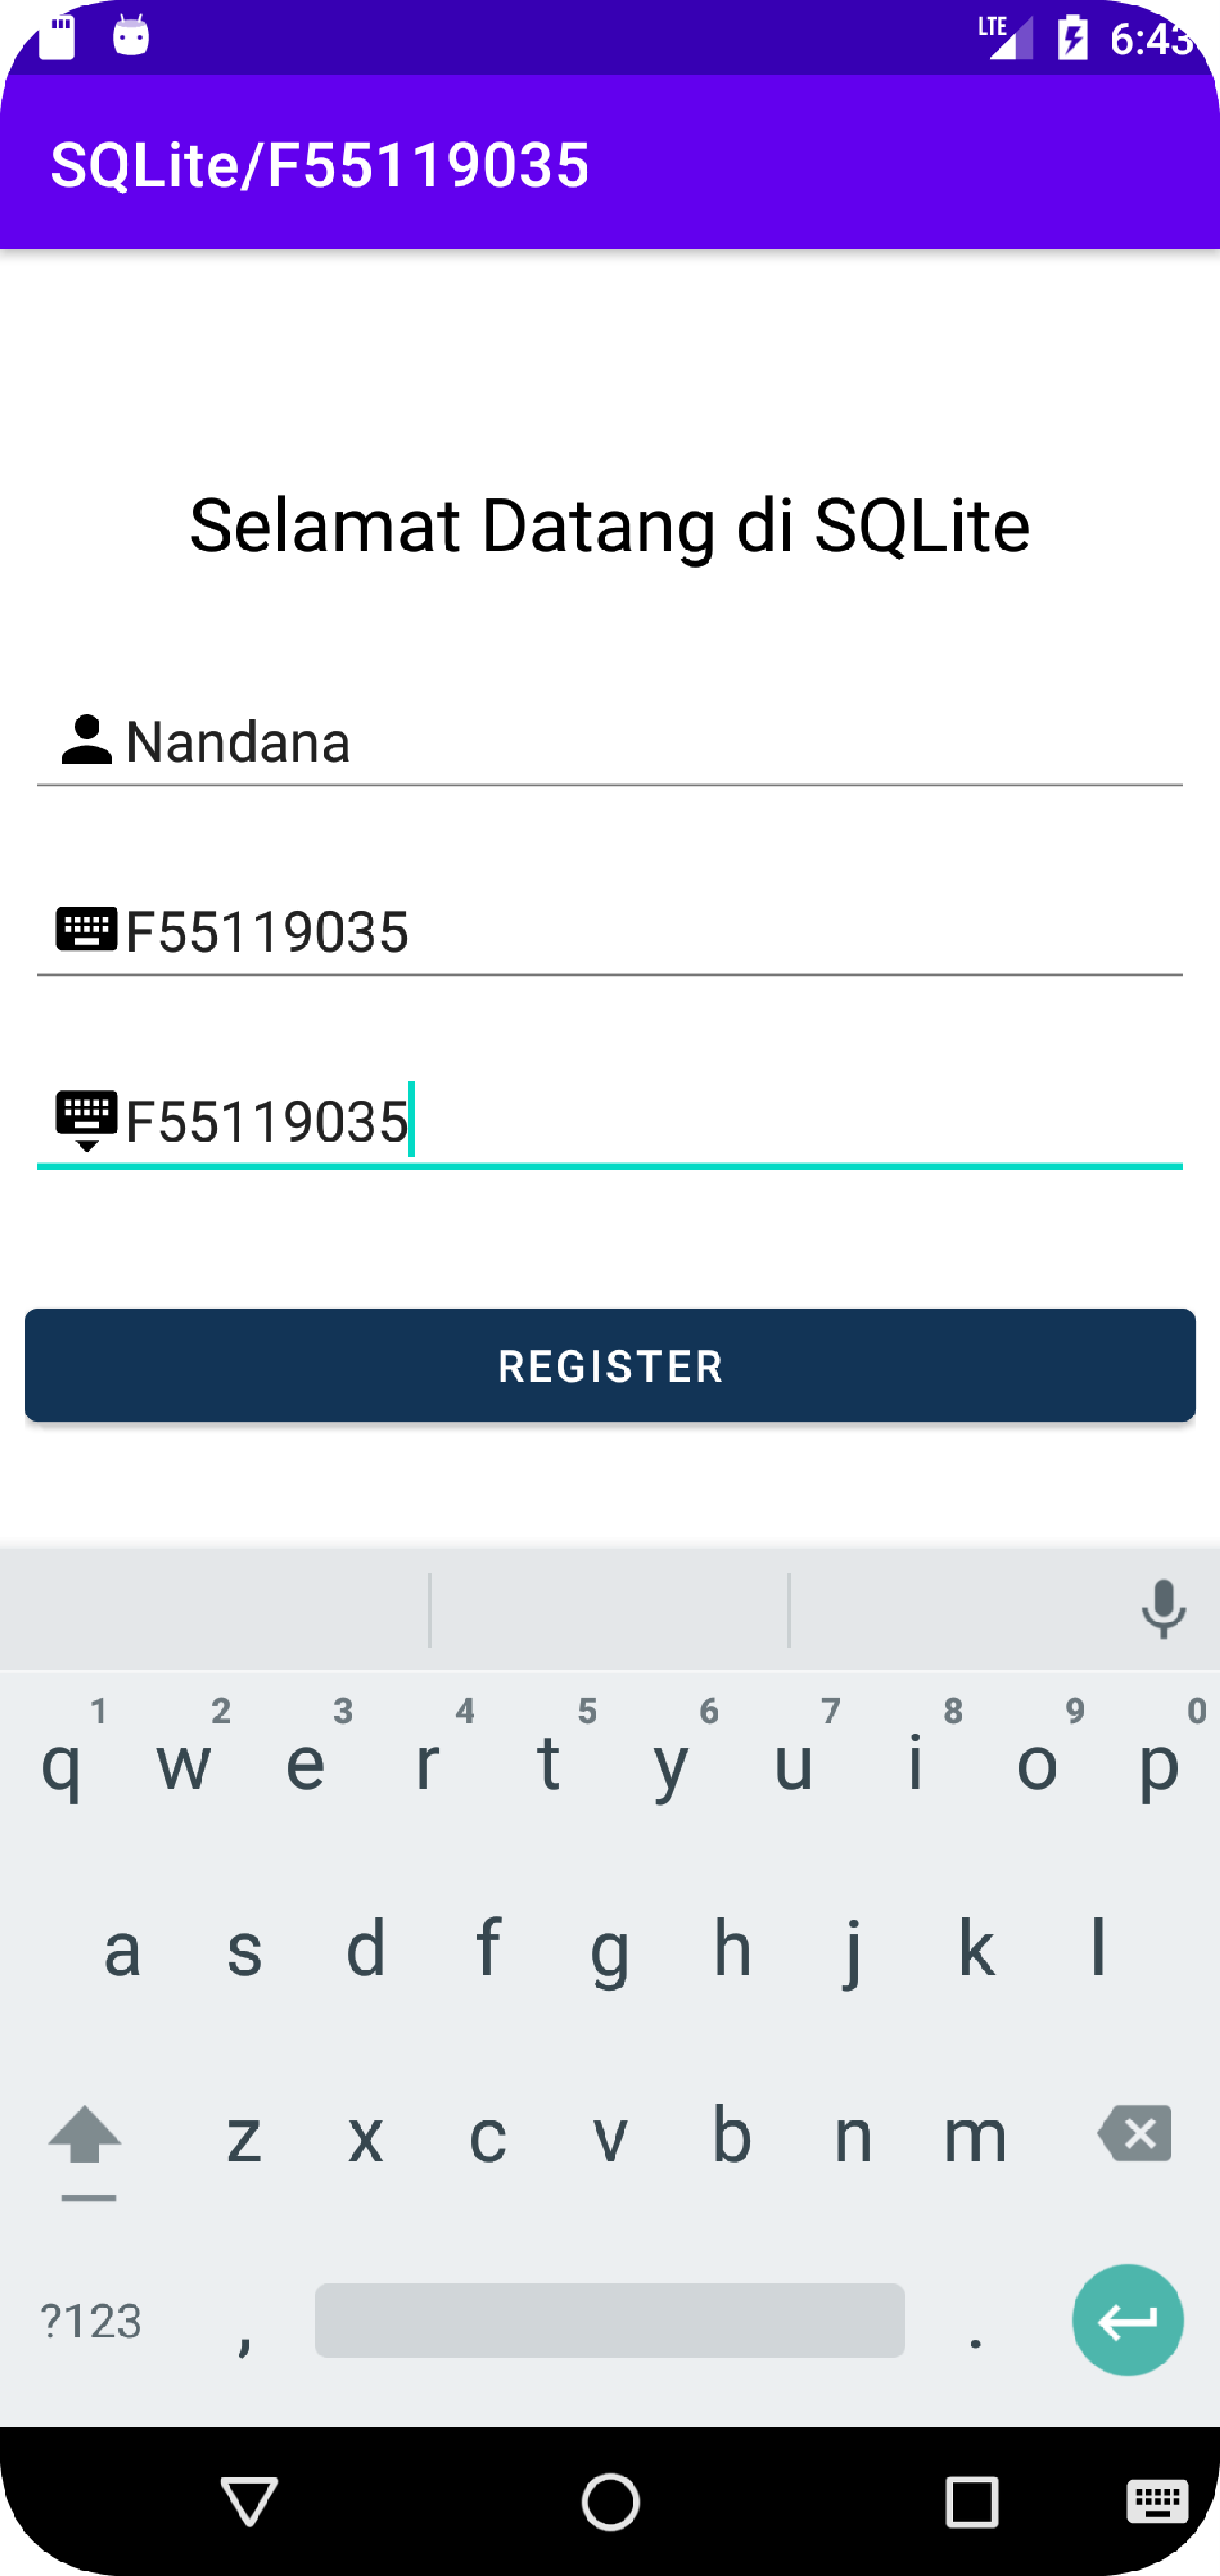 LTE 6:43
SQLite/F55119035
Selamat Datang di SQLite
Nandana
F55119035
F55119035
REGISTER
1 2 3 4 5 6 7 8 9 0
q w e r t y u i o p
a s d f g h j k l
z x c v b n m
?123 , .